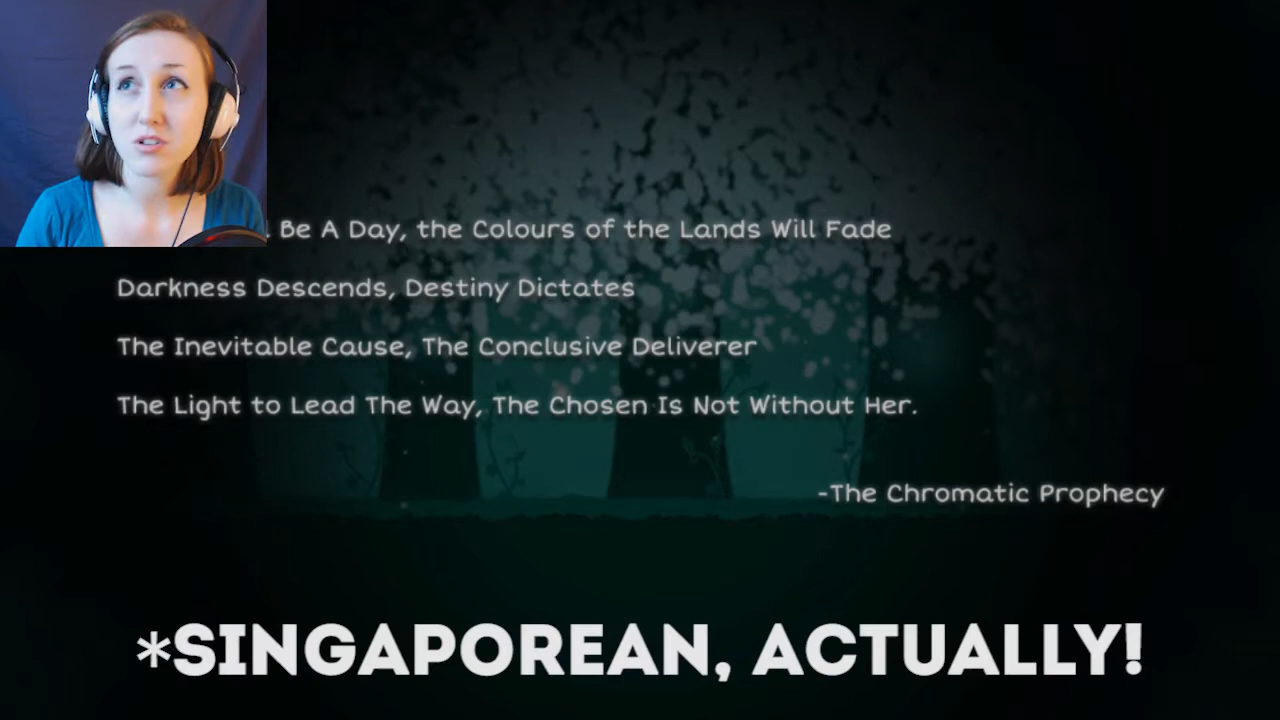 Be A Day, the Colours of the Lands Will Fade
Darkness Descends, Destiny Dictates
The Inevitable Cause, The Conclusive Deliverer
The Light to Lead The Way, The Chosen Is Not Without Her.
-The Chromatic Prophecy
*SINGAPOREAN, ACTUALLY!